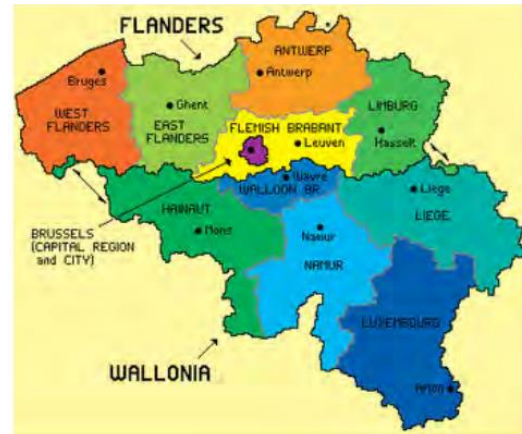 FLANDERS
ANTWERP
Antwerp
Bruges
WEST
FLANDERS
Ghent
EAST
FLANDERS
LIMBURG
Hasselt
FLEMISH BRABANT
Leuven
Wavre
WALLOON BR.
Liege
LIEGE
HAINAUT
Mons
BRUSSELS
(CAPITAL REGION
and CITY)
Namur
NAMUR
LUXEMBOURG
Arlon
WALLONIA